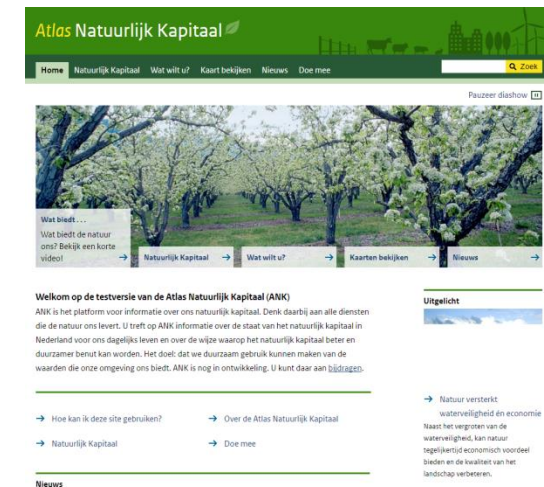 Atlas Natuurlijk Kapitaal
Home Natuurlijk Kapitaal Wat wilt u? Kaart bekijken Nieuws Doe mee
Zoek
Pauzeer diashow
Wat biedt . . .
Wat biedt de natuur
ons? Bekijk een korte
video!
Natuurlijk Kapitaal
Wat wilt u?
Kaarten bekijken
Nieuws
Welkom op de testversie van de Atlas Natuurlijk Kapitaal (ANK)
ANK is het platform voor informatie over ons natuurlijk kapitaal. Denk daarbij aan alle diensten
die de natuur ons levert. U treft op ANK informatie over de staat van het natuurlijk kapitaal in
Nederland voor ons dagelijks leven en over de wijze waarop het natuurlijk kapitaal beter en
duurzamer benut kan worden. Het doel: dat we duurzaam gebruik kunnen maken van de
waarden die onze omgeving ons biedt. ANK is nog in ontwikkeling. U kunt daar aan bijdragen.
Hoe kan ik deze site gebruiken?
Over de Atlas Natuurlijk Kapitaal
Natuurlijk Kapitaal
Doe mee
Nieuws
Uitgelicht
Natuur versterkt
waterveiligheid én economie
Naast het vergroten van de
waterveiligheid, kan natuur
tegelijkertijd economisch voordeel
bieden en de kwaliteit van het
landschap verbeteren.